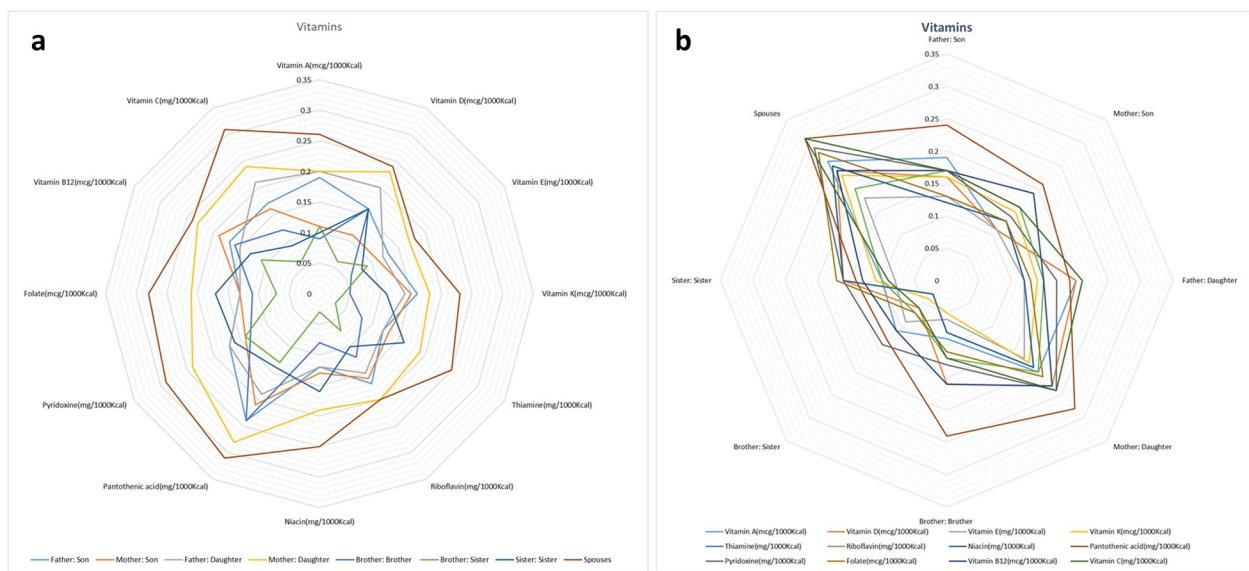 a
Vitamins
Vitamin A(mcg/1000Kcal)
0.35
Vitamin C(mg/1000Kcal)
Vitamin D(mcg/1000Kcal)
0.3
0.25
Vitamin B12(mcg/1000Kcal)
Vitamin E(mg/1000Kcal)
0.2
0.15
0.1
0.05
Folate(mcg/1000Kcal)
0
Vitamin K(mcg/1000Kcal)
Pyridoxine(mg/1000Kcal)
Thiamine(mg/1000Kcal)
Pantothenic acid(mg/1000Kcal)
Riboflavin(mg/1000Kcal)
Niacin(mg/1000Kcal)
Father: Son
Mother: Son
Father: Daughter
Mother: Daughter
Brother: Brother
Brother: Sister
Sister: Sister
Spouses
b
Vitamins
Father: Son
0.35
0.3
Spouses
Mother: Son
0.25
0.2
0.15
0.1
0.05
Sister: Sister
0
Father: Daughter
Brother: Sister
Mother: Daughter
Brother: Brother
Vitamin A(mcg/1000Kcal)
Vitamin D(mcg/1000Kcal)
Vitamin E(mg/1000Kcal)
Vitamin K(mcg/1000Kcal)
Thiamine(mg/1000Kcal)
Riboflavin(mg/1000Kcal)
Niacin(mg/1000Kcal)
Pantothenic acid(mg/1000Kcal)
Pyridoxine(mg/1000Kcal)
Folate(mcg/1000Kcal)
Vitamin B12(mcg/1000Kcal)
Vitamin C(mg/1000Kcal)